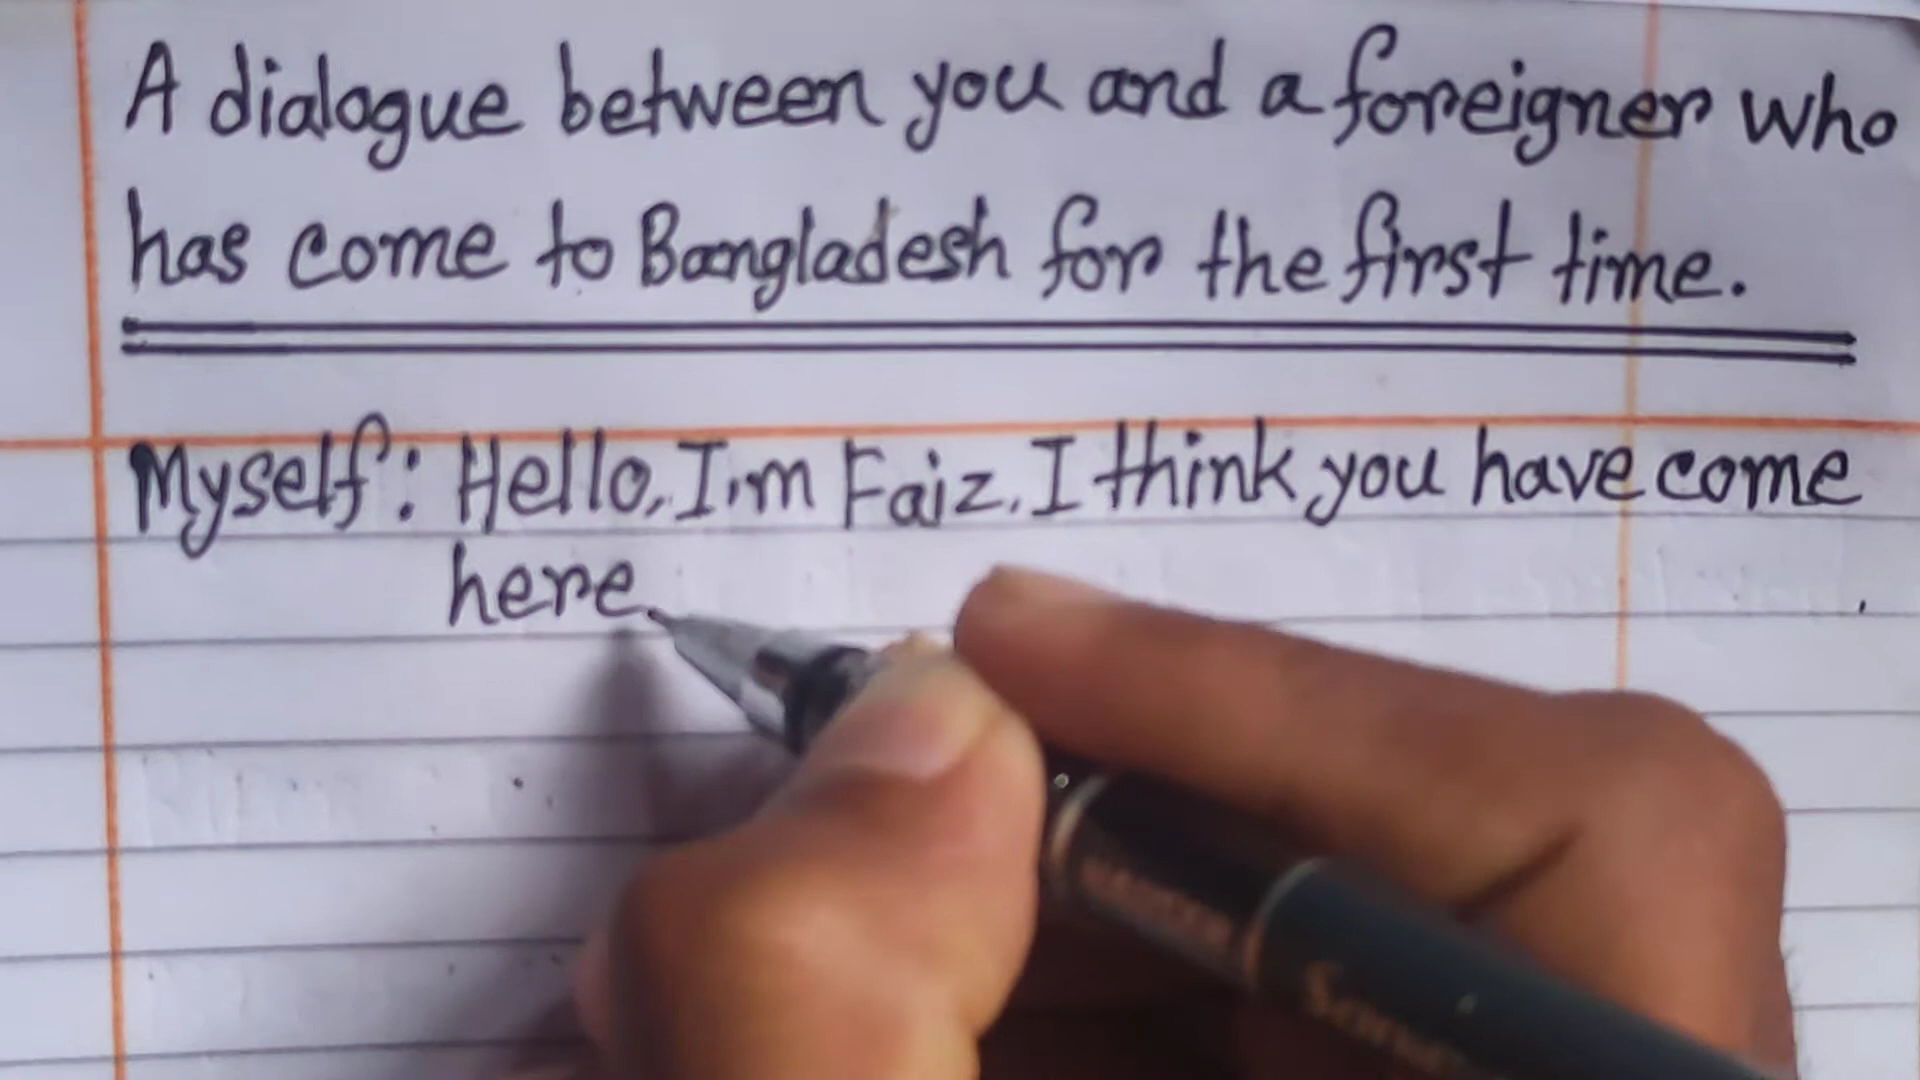 A dialogue between you and a foreigner who
has come to Bangladesh for the first time.
Myself: Hello, I'm Faiz. I think you have come
here